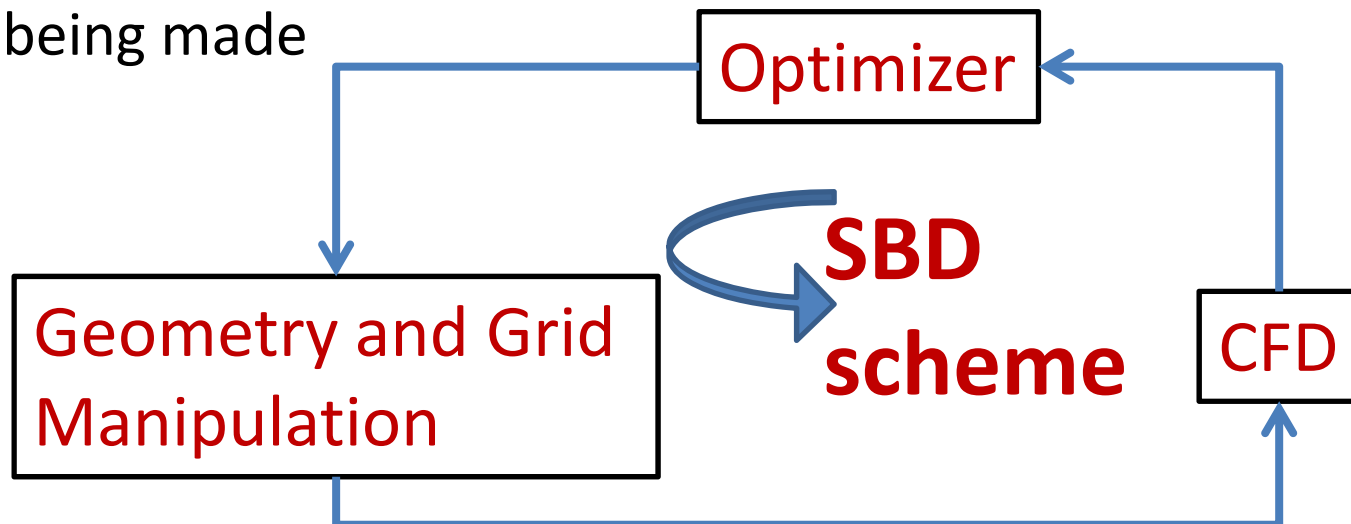 being made
Optimizer
SBD
scheme
Geometry and Grid
Manipulation
CFD